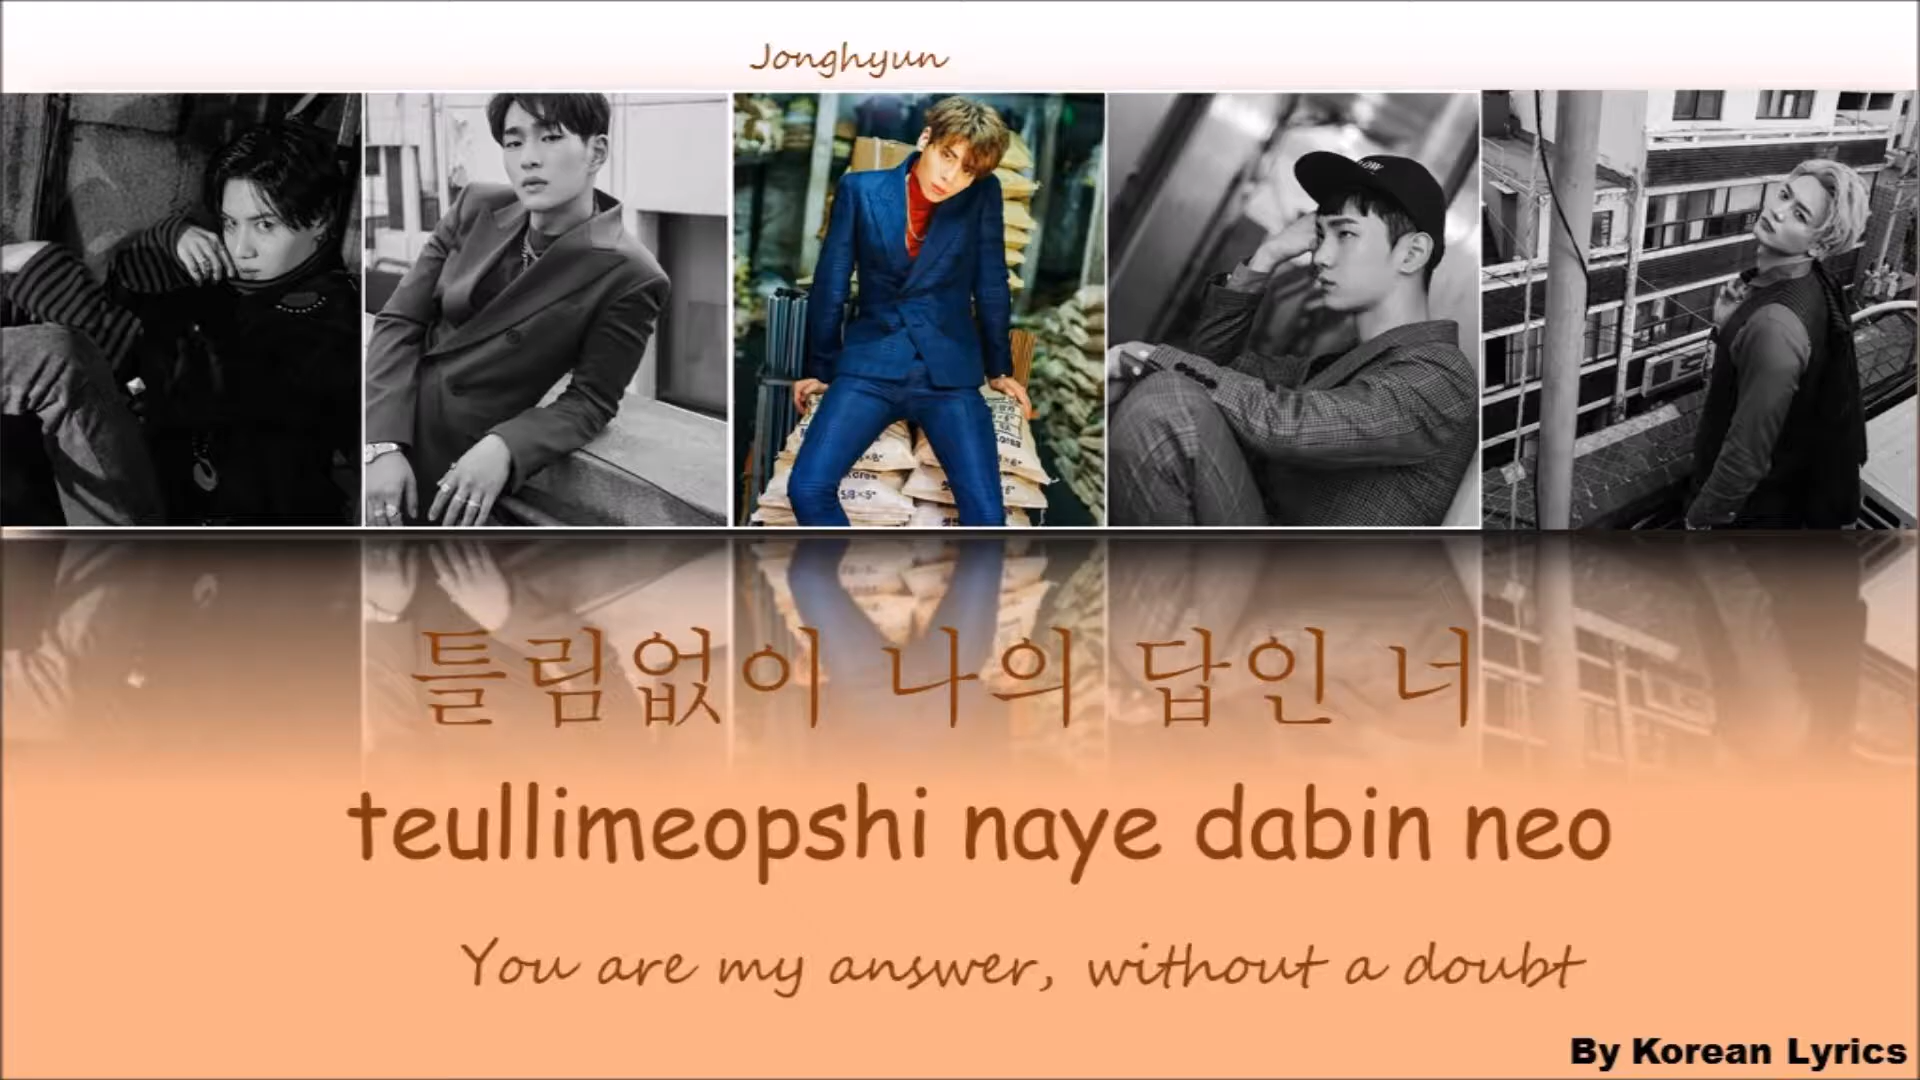 Jonghyun
틀림없이 나의 답인 너
teullimeopshi naye dabin neo
You are my answer, without a doubt
By Korean Lyrics